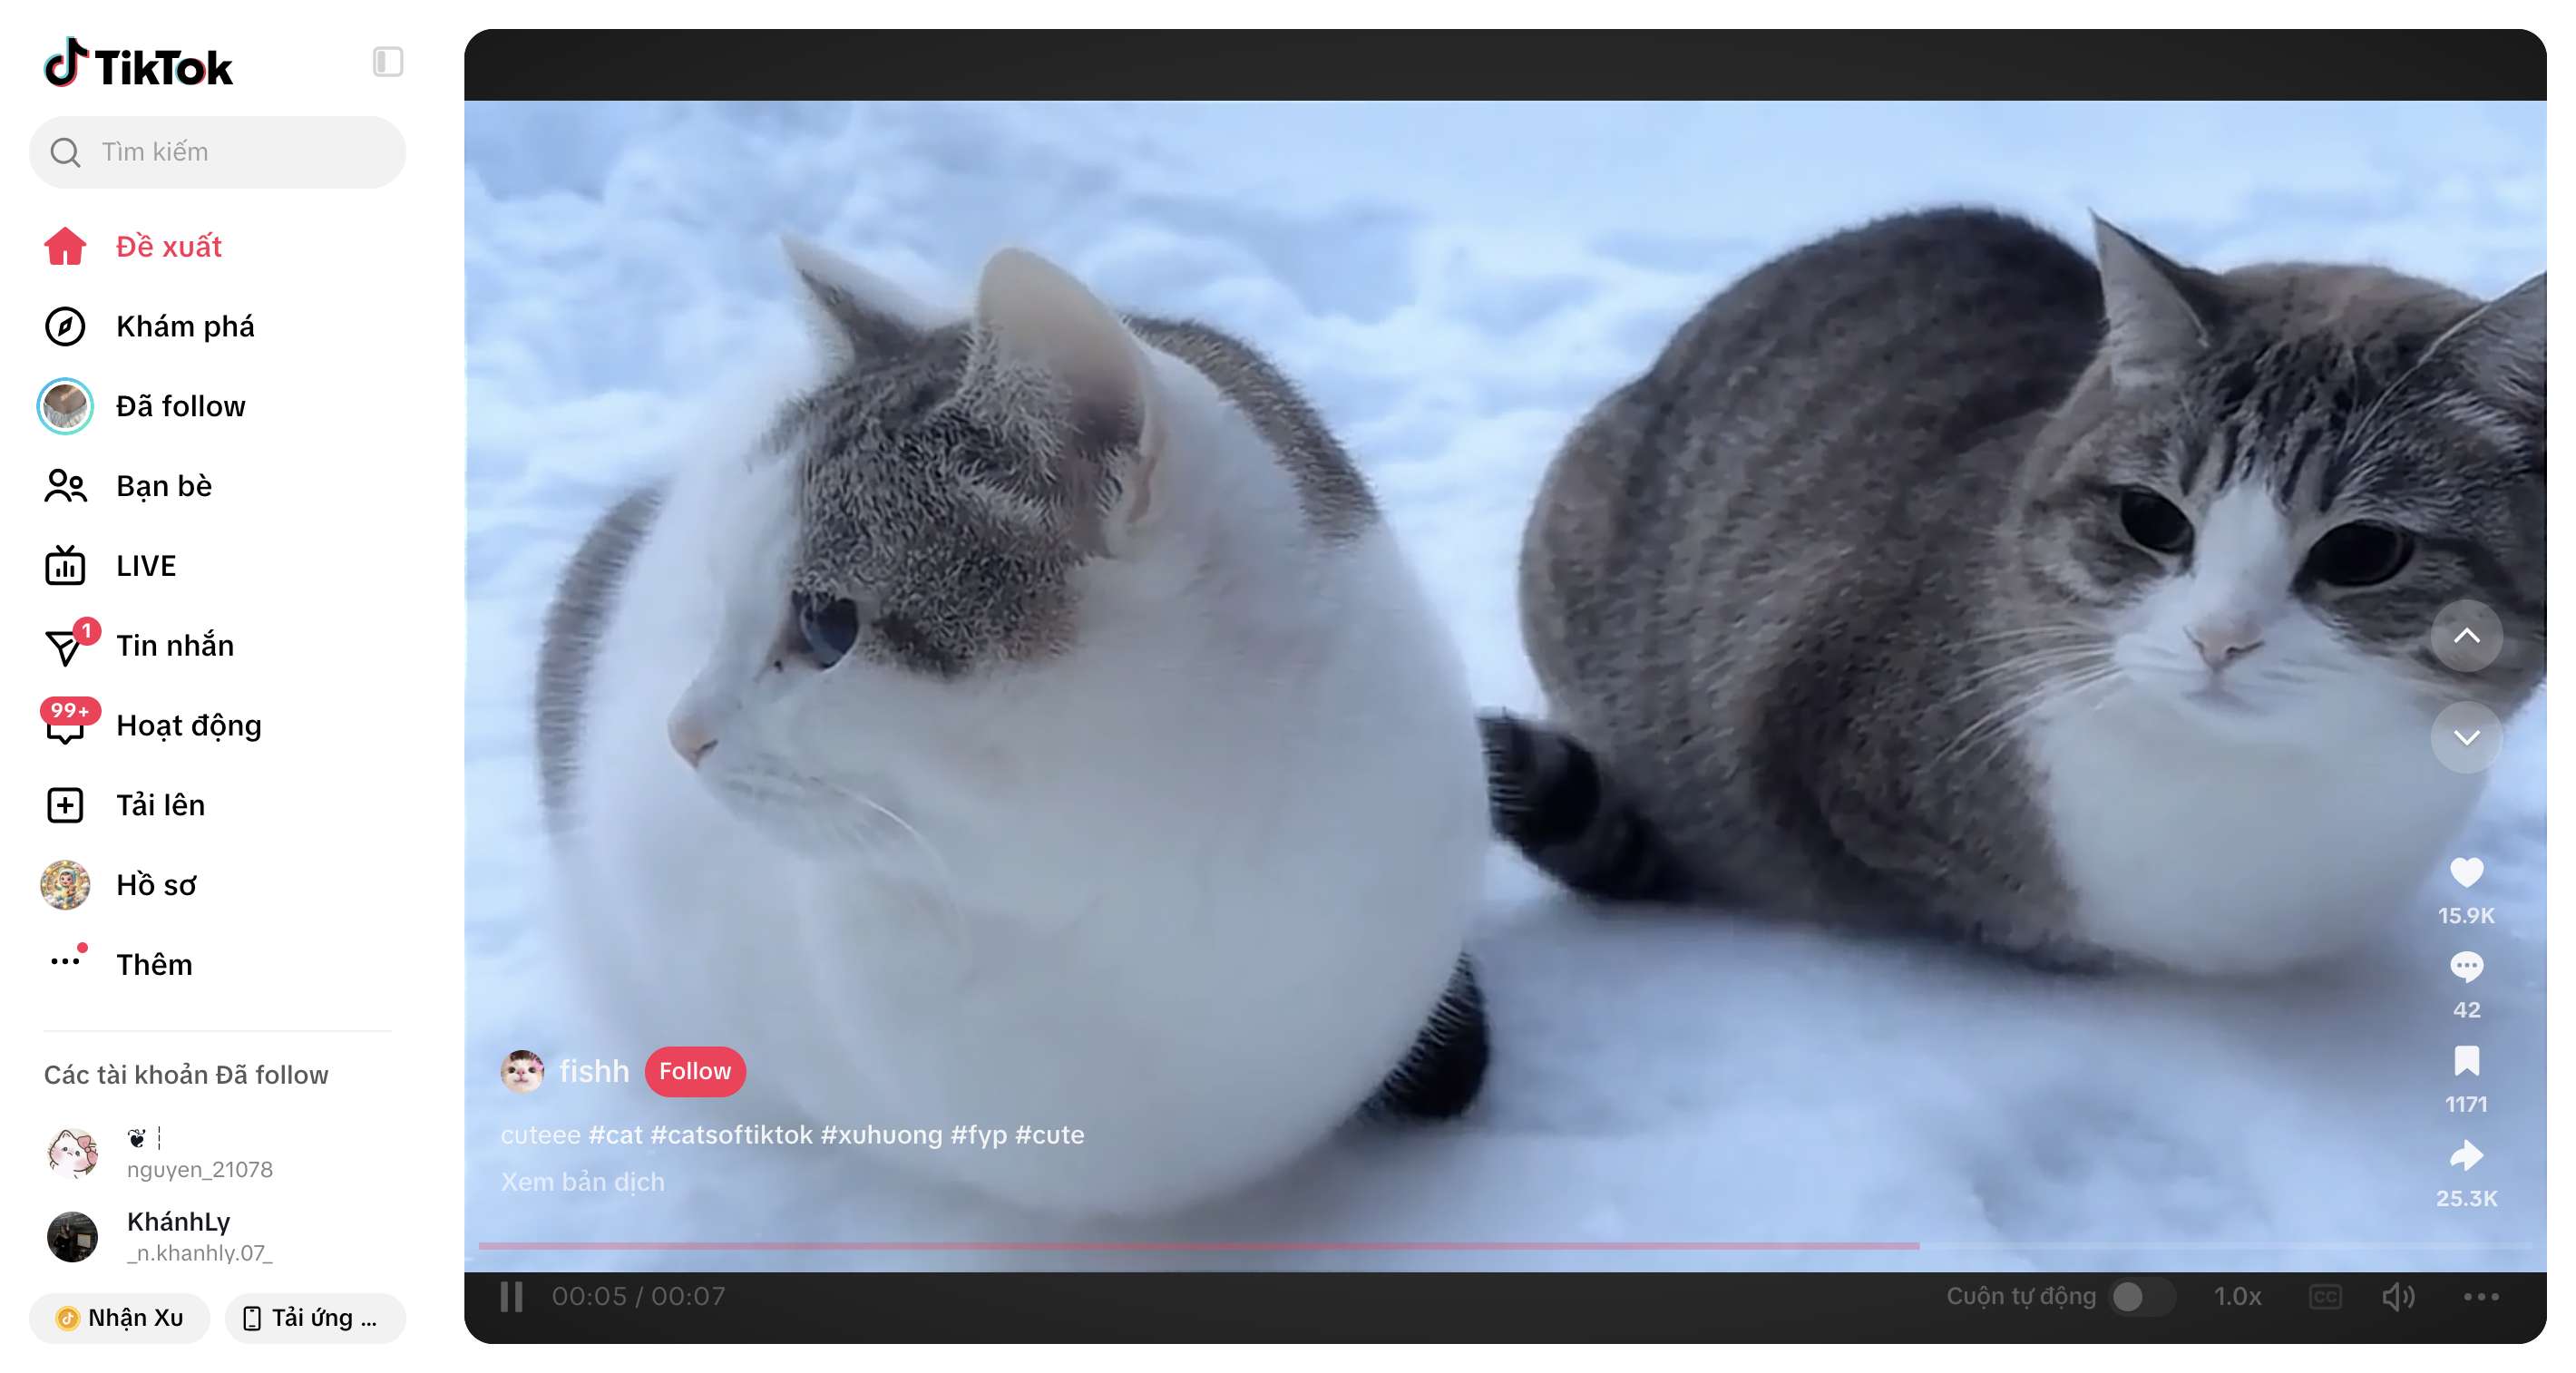 TikTok
Tìm kiếm
Đề xuất
Khám phá
Đã follow
Bạn bè
LIVE
1
Tin nhắn
99+
Hoạt động
Tải lên
Hồ sơ
Thêm
Các tài khoản Đã follow
nguyen_21078
KhánhLy
_n.khanhly.07_
Nhận Xu
Tải ứng ...
15.9K
42
1171
25.3K
fishh Follow
cuteee #cat #catsoftiktok #xuhuong #fyp #cute
Xem bản dịch
00:05 / 00:07
Cuộn tự động 1.0x CC